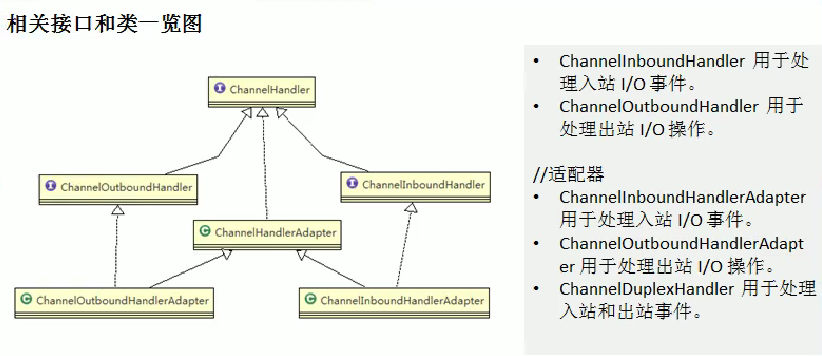 相关接口和类一览图
ChannelHandler
ChannelOutboundHandler
ChannelInboundHandler
ChannelHandlerAdapter
ChannelOutboundHandlerAdapter
ChannelInboundHandlerAdapter
• ChannelInboundHandler 用于处
理入站 I/O 事件。
• ChannelOutboundHandler 用于
处理出站 I/O 操作。
//适配器
• ChannelInboundHandlerAdapter
用于处理入站 I/O 事件。
• ChannelOutboundHandlerAdapt
er 用于处理出站 I/O 操作。
• ChannelDuplexHandler 用于处理
入站和出站事件。